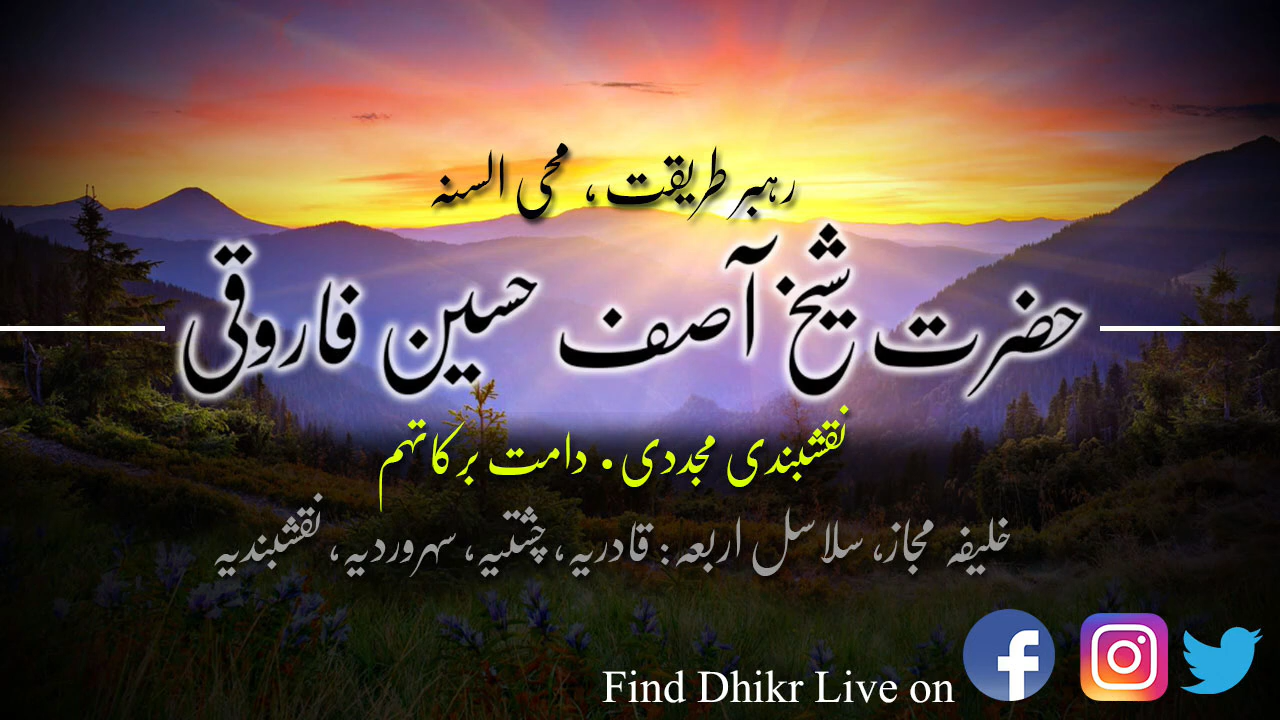 رہبر طریقت، محی السنہ
حضرت شیخ آصف حسین فاروقی
نقشبندی مجددی۔ دامت برکاتہم
خلیفہ مجاز، سلاسل اربعہ: قادریہ، چشتیہ، سہروردیہ، نقشبندیہ
Find Dhikr Live on